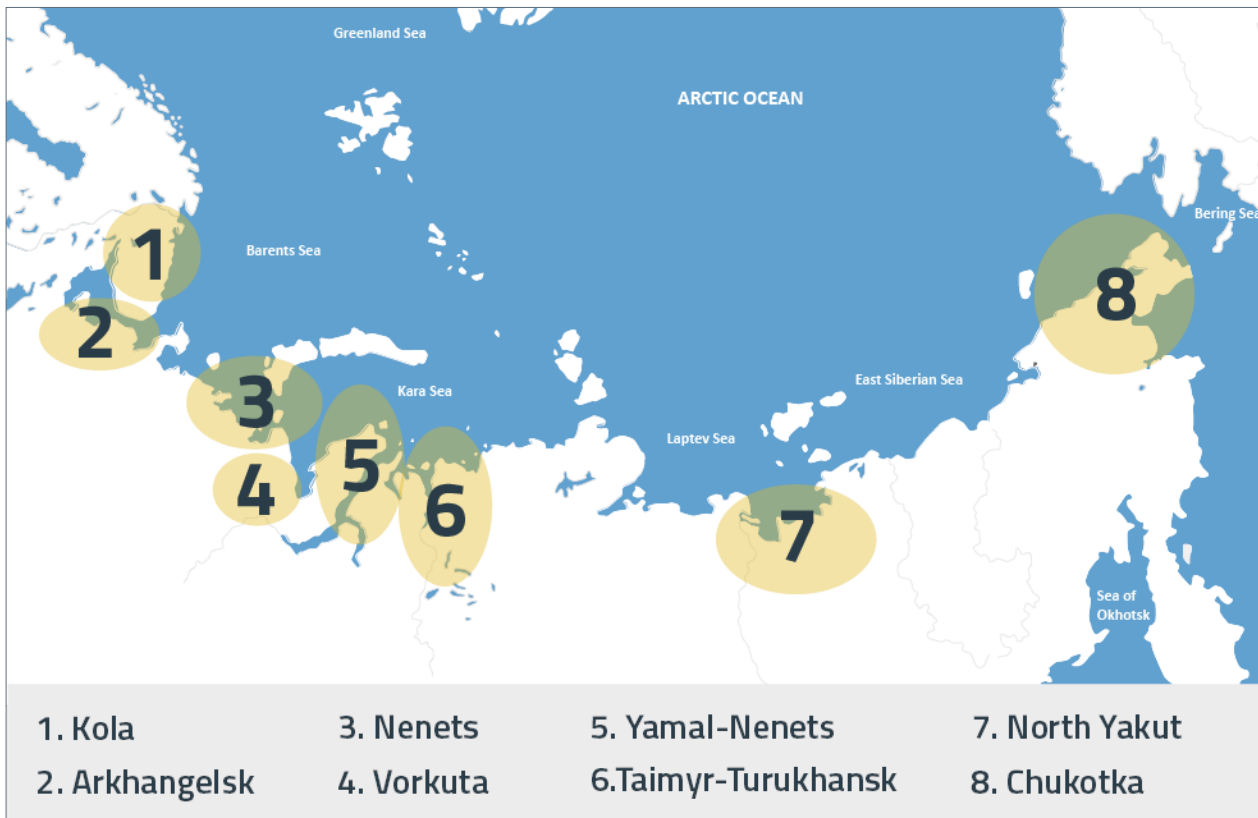 Greenland Sea
ARCTIC OCEAN
Bering Sea
Barents Sea
Kara Sea
East Siberian Sea
Laptev Sea
Sea of
Okhotsk
1
2
3
4
5
6
7
8
1. Kola
2. Arkhangelsk
3. Nenets
4. Vorkuta
5. Yamal-Nenets
6.Taimyr-Turukhansk
7. North Yakut
8. Chukotka